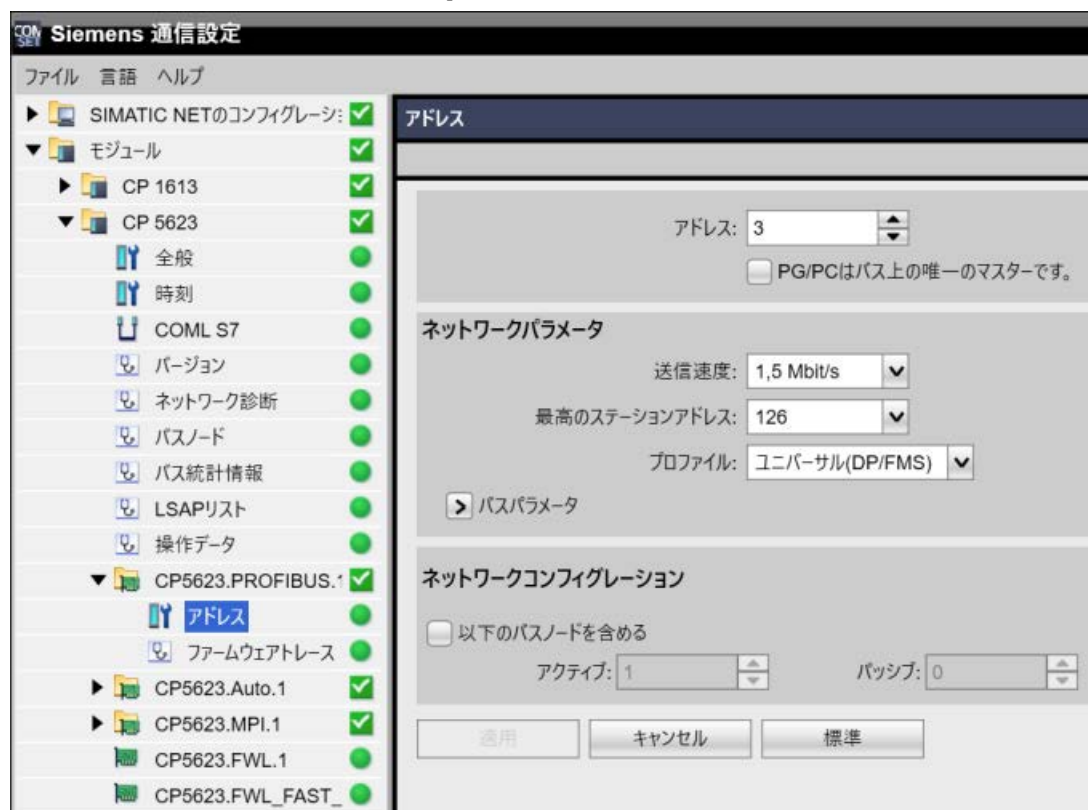 CON
SET
Siemens 通信設定
ファイル 言語 ヘルプ
SIMATIC NETのコンフィグレーショ
モジュール
CP 1613
CP 5623
全般
時刻
COML S7
バージョン
ネットワーク診断
バスノード
バス統計情報
LSAPリスト
操作データ
CP5623.PROFIBUS.1
アドレス
ファームウェアトレース
CP5623.Auto.1
CP5623.MPI.1
CP5623.FWL.1
CP5623.FWL_FAST_
アドレス
アドレス: 3
PG/PCはバス上の唯一のマスターです。
ネットワークパラメータ
送信速度: 1,5 Mbit/s
最高のステーションアドレス: 126
プロファイル: ユニバーサル(DP/FMS)
バスパラメータ
ネットワークコンフィグレーション
以下のバスノードを含める
アクティブ: 1 パッシブ: 0
適用 キャンセル 標準